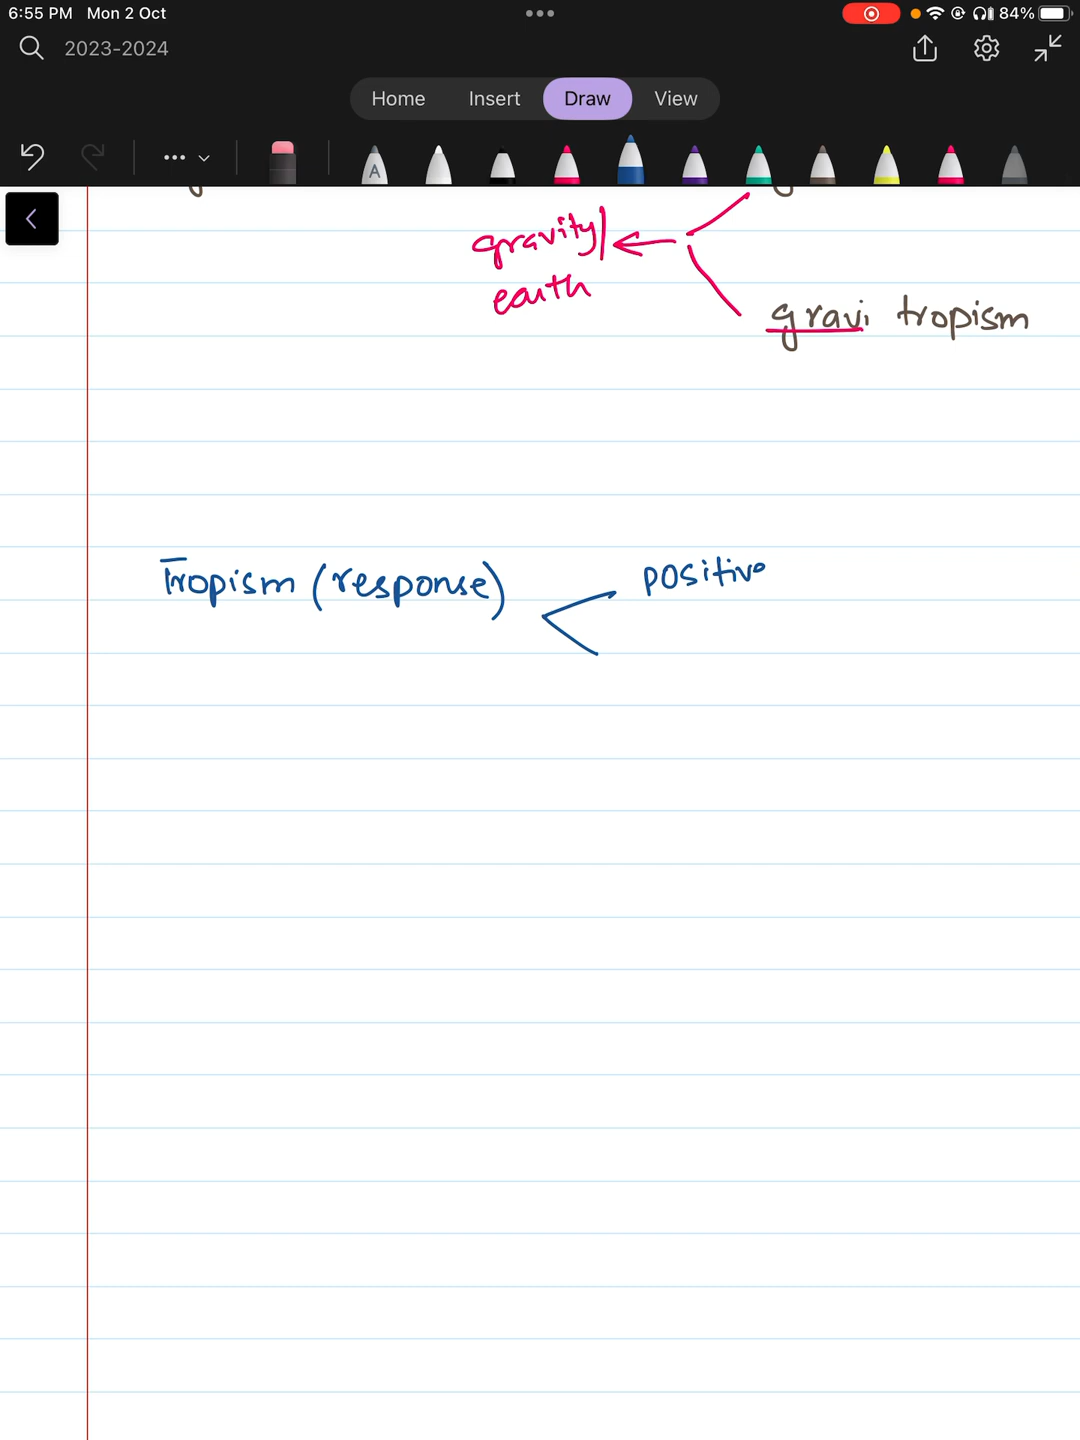 6:55 PM Mon 2 Oct
84%
2023-2024
Home Insert Draw View
A
gravity/
earth
gravi tropism
Tropism (response)
positive